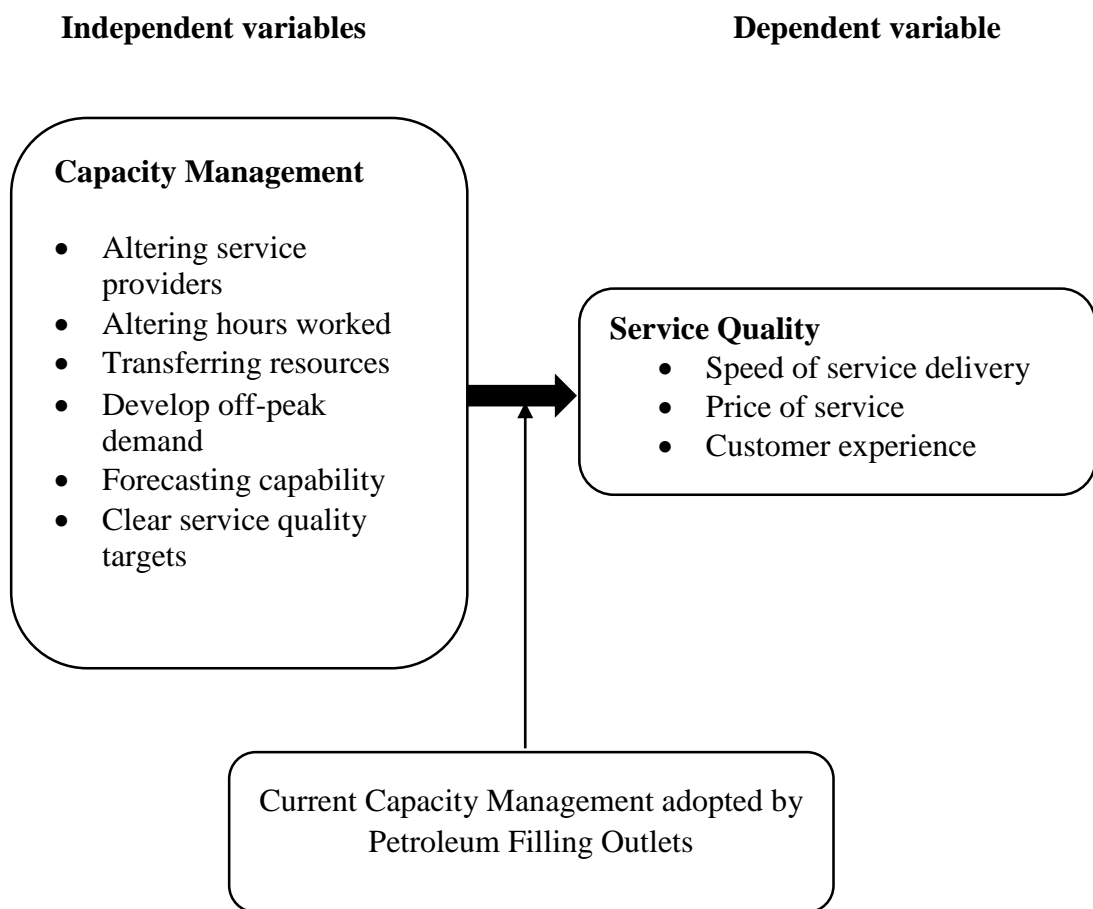 Independent variables
Dependent variable
Capacity Management
• Altering service
providers
• Altering hours worked
• Transferring resources
• Develop off-peak
demand
• Forecasting capability
• Clear service quality
targets
Service Quality
• Speed of service delivery
• Price of service
• Customer experience
Current Capacity Management adopted by
Petroleum Filling Outlets